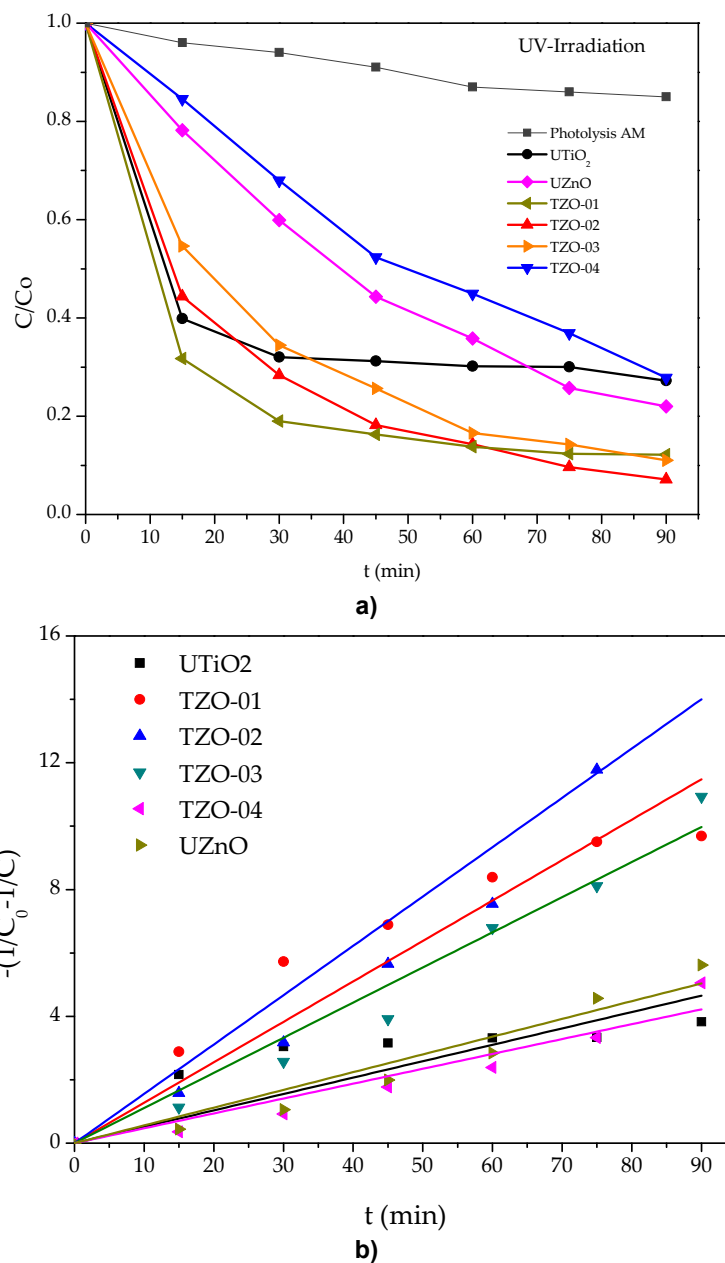 1.0
0.8
0.6
0.4
0.2
0.0
C/Co
UV-Irradiation
Photolysis AM
UTiO₂
UZnO
TZO-01
TZO-02
TZO-03
TZO-04
0 10 20 30 40 50 60 70 80 90
t (min)
a)
16
12
8
4
0
-(1/C₀-1/C)
UTiO2
TZO-01
TZO-02
TZO-03
TZO-04
UZnO
0 10 20 30 40 50 60 70 80 90
t (min)
b)